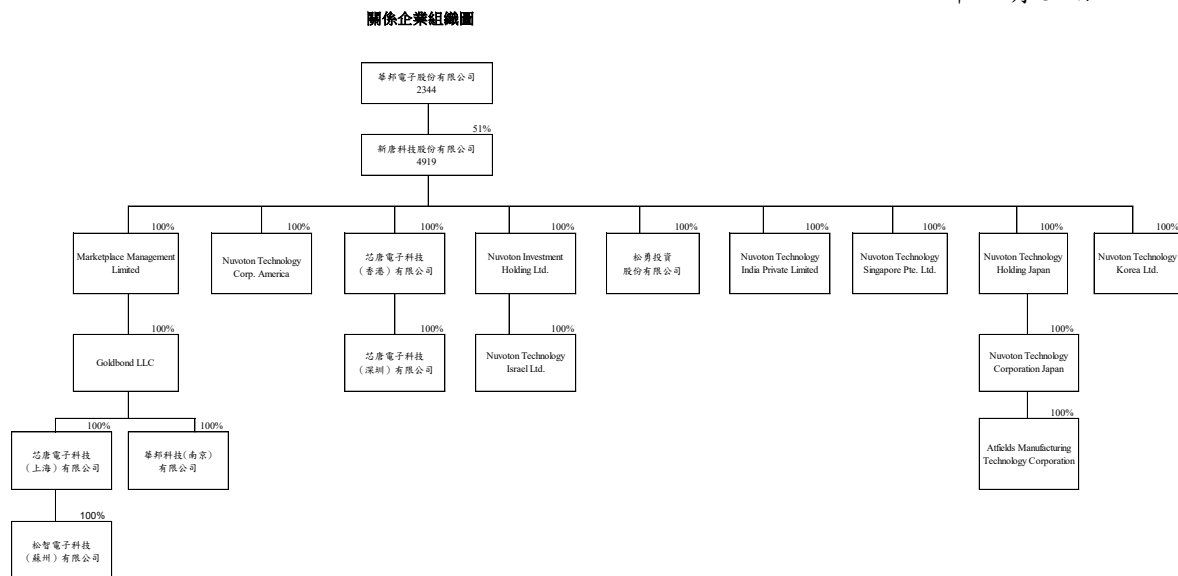 關係企業組織圖
華邦電子股份有限公司
2344
51%
新唐科技股份有限公司
4919
100%
100%
100%
100%
100%
100%
100%
100%
100%
Marketplace Management
Limited
Nuvoton Technology
Corp. America
芯唐電子科技
（香港）有限公司
Nuvoton Investment
Holding Ltd.
松勇投資
股份有限公司
Nuvoton Technology
India Private Limited
Nuvoton Technology
Singapore Pte. Ltd.
Nuvoton Technology
Holding Japan
Nuvoton Technology
Korea Ltd.
100%
100%
100%
100%
Goldbond LLC
芯唐電子科技
（深圳）有限公司
Nuvoton Technology
Israel Ltd.
Nuvoton Technology
Corporation Japan
100%
100%
100%
芯唐電子科技
（上海）有限公司
華邦科技(南京)
有限公司
Atfields Manufacturing
Technology Corporation
100%
松智電子科技
（蘇州）有限公司